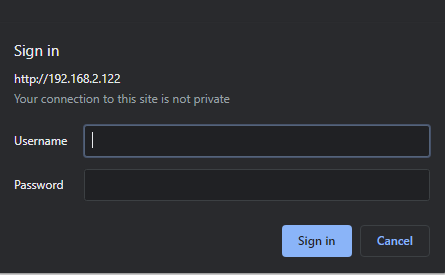 Sign in
http://192.168.2.122
Your connection to this site is not private
Username
Password
Sign in Cancel